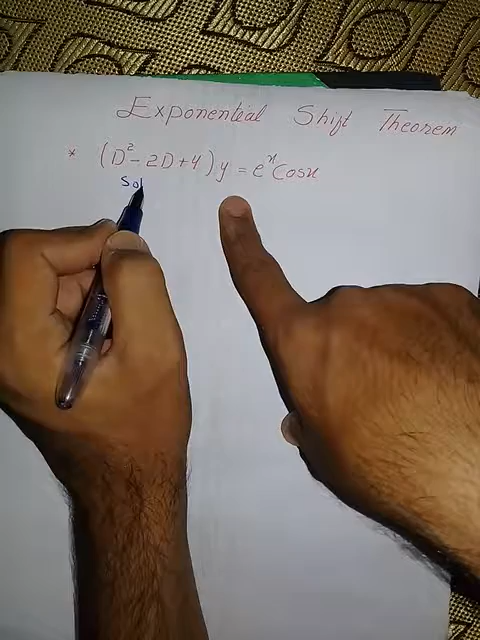 Exponential Shift Theorem
* (D² - 2D + 4) y = eˣ Cosx
Sol